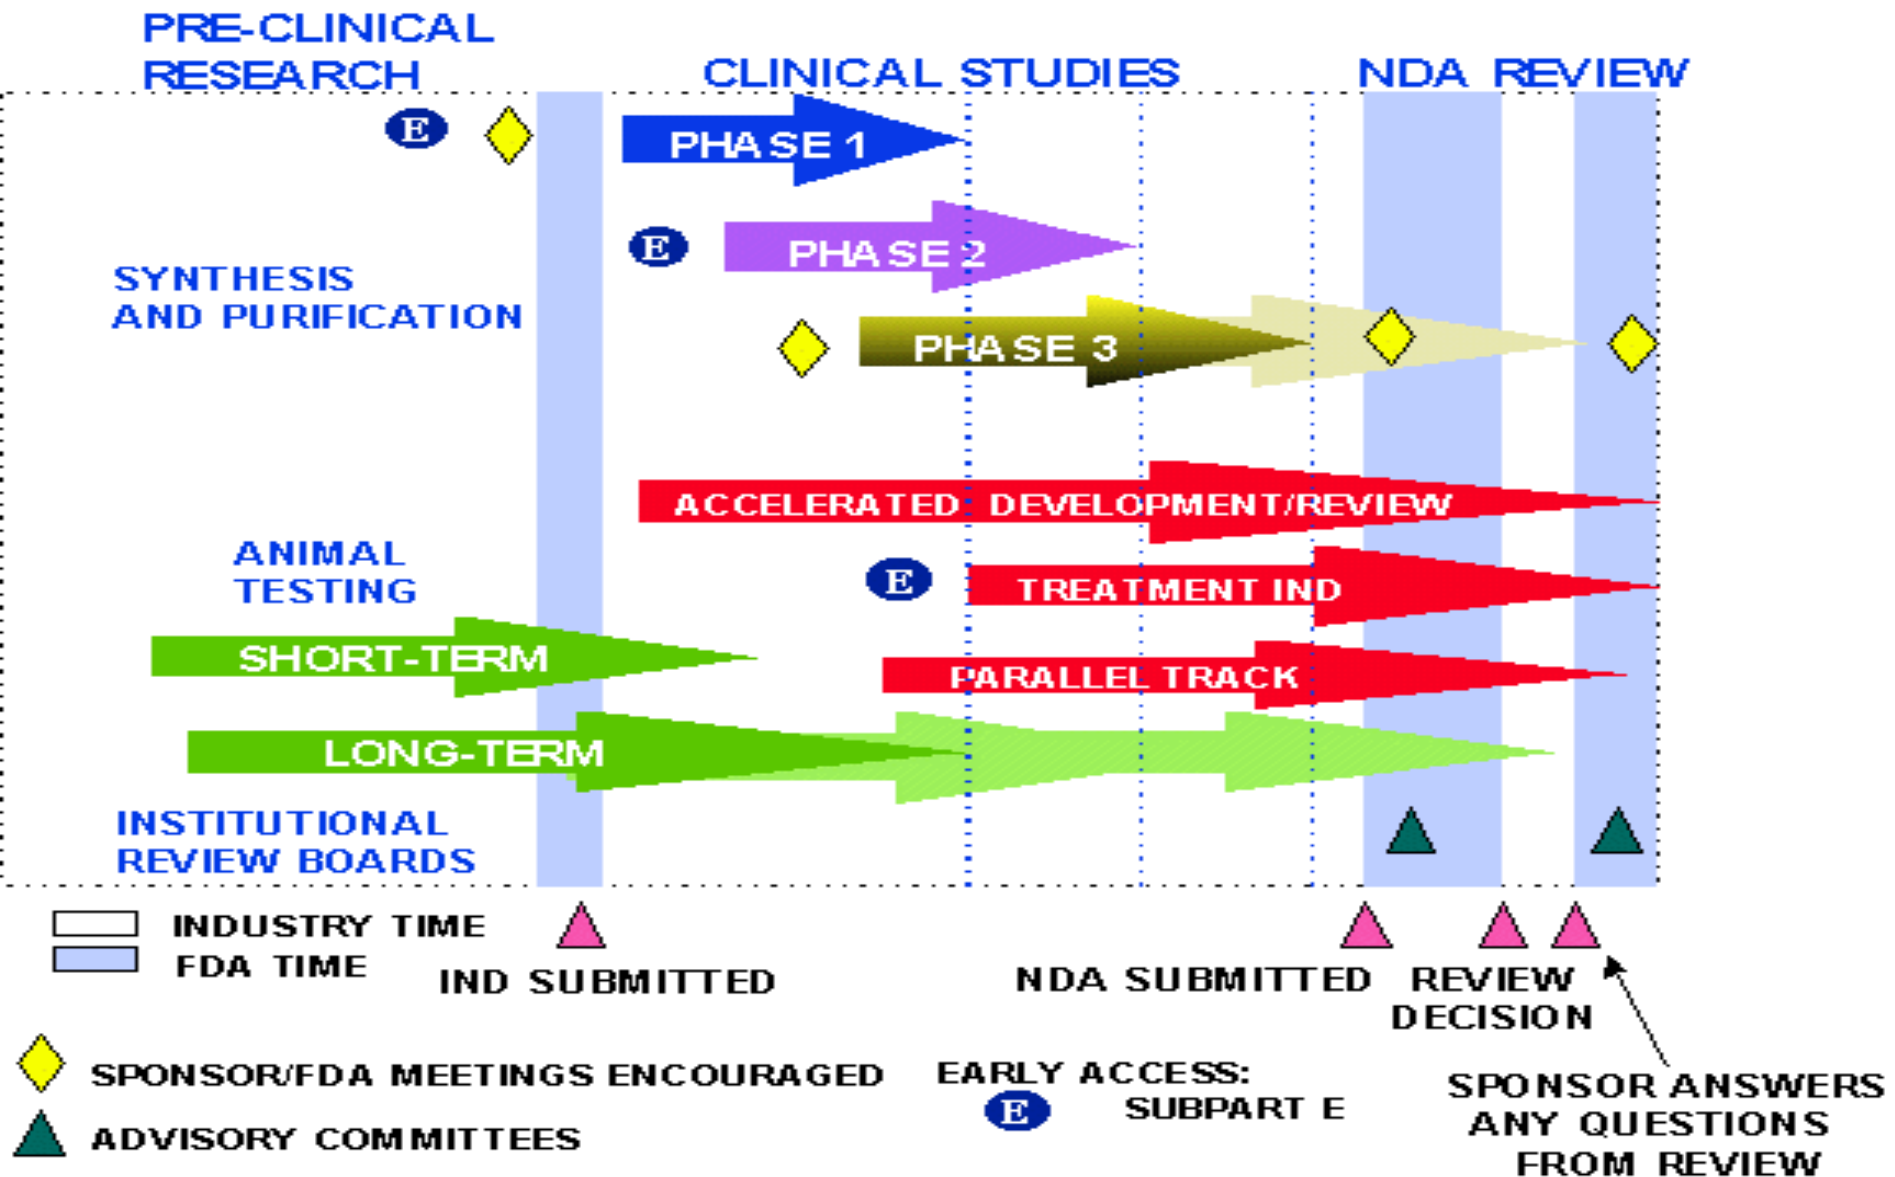 PRE-CLINICAL
RESEARCH
CLINICAL STUDIES
NDA REVIEW
E
PHASE 1
E
PHASE 2
SYNTHESIS
AND PURIFICATION
PHASE 3
ACCELERATED DEVELOPMENT/REVIEW
ANIMAL
TESTING
E
TREATMENT IND
SHORT-TERM
PARALLEL TRACK
LONG-TERM
INSTITUTIONAL
REVIEW BOARDS
INDUSTRY TIME
FDA TIME
IND SUBMITTED
NDA SUBMITTED
REVIEW
DECISION
SPONSOR/FDA MEETINGS ENCOURAGED
ADVISORY COMMITTEES
EARLY ACCESS:
E SUBPART E
SPONSOR ANSWERS
ANY QUESTIONS
FROM REVIEW